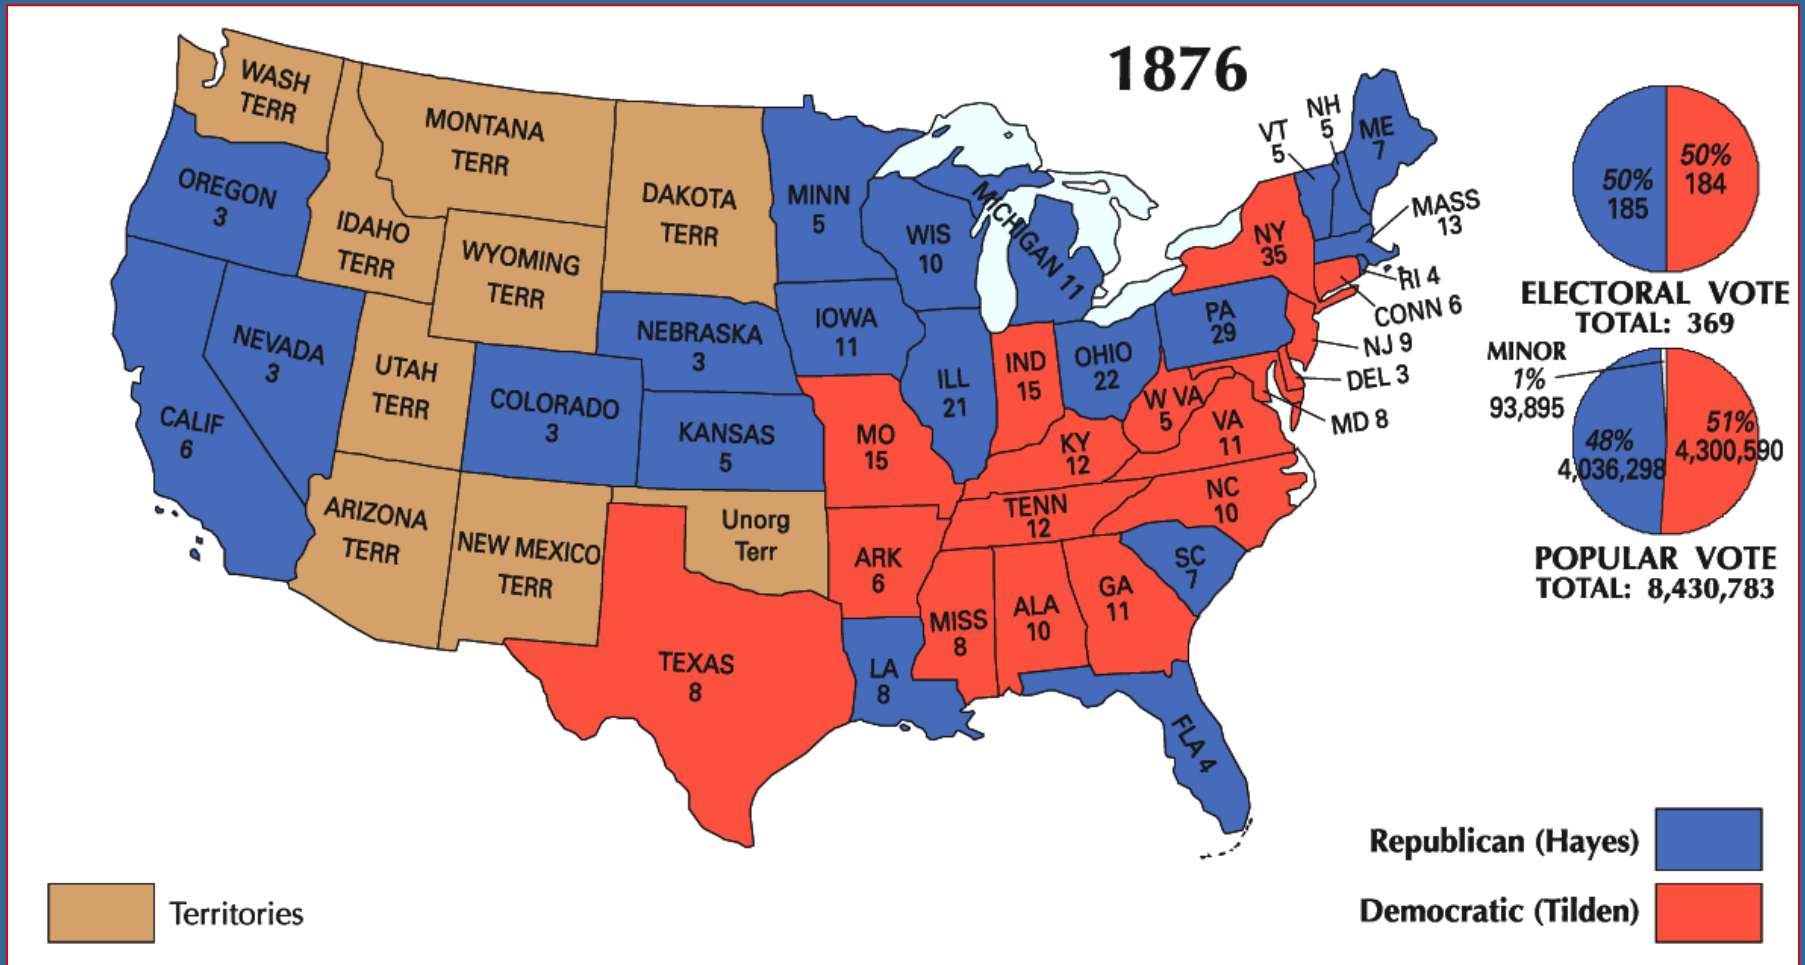 1876
WASH
TERR
MONTANA
TERR
DAKOTA
TERR
OREGON
3
IDAHO
TERR
WYOMING
TERR
MINN
5
WIS
10
MICHIGAN 11
VT
5
NH
5
ME
7
MASS
13
NY
35
RI 4
CONN 6
NJ 9
DEL 3
MD 8
PA
29
NEVADA
3
CALIF
6
UTAH
TERR
COLORADO
3
NEBRASKA
3
KANSAS
5
IOWA
11
ILL
21
IND
15
OHIO
22
W VA
5
VA
11
MO
15
KY
12
TENN
12
NC
10
SC
7
ARIZONA
TERR
NEW MEXICO
TERR
Unorg
Terr
ARK
6
TEXAS
8
LA
8
MISS
8
ALA
10
GA
11
FLA 4
50%
185
50%
184
ELECTORAL VOTE
TOTAL: 369
MINOR
1%
93,895
48%
4,036,298
51%
4,300,590
POPULAR VOTE
TOTAL: 8,430,783
Republican (Hayes)
Democratic (Tilden)
Territories